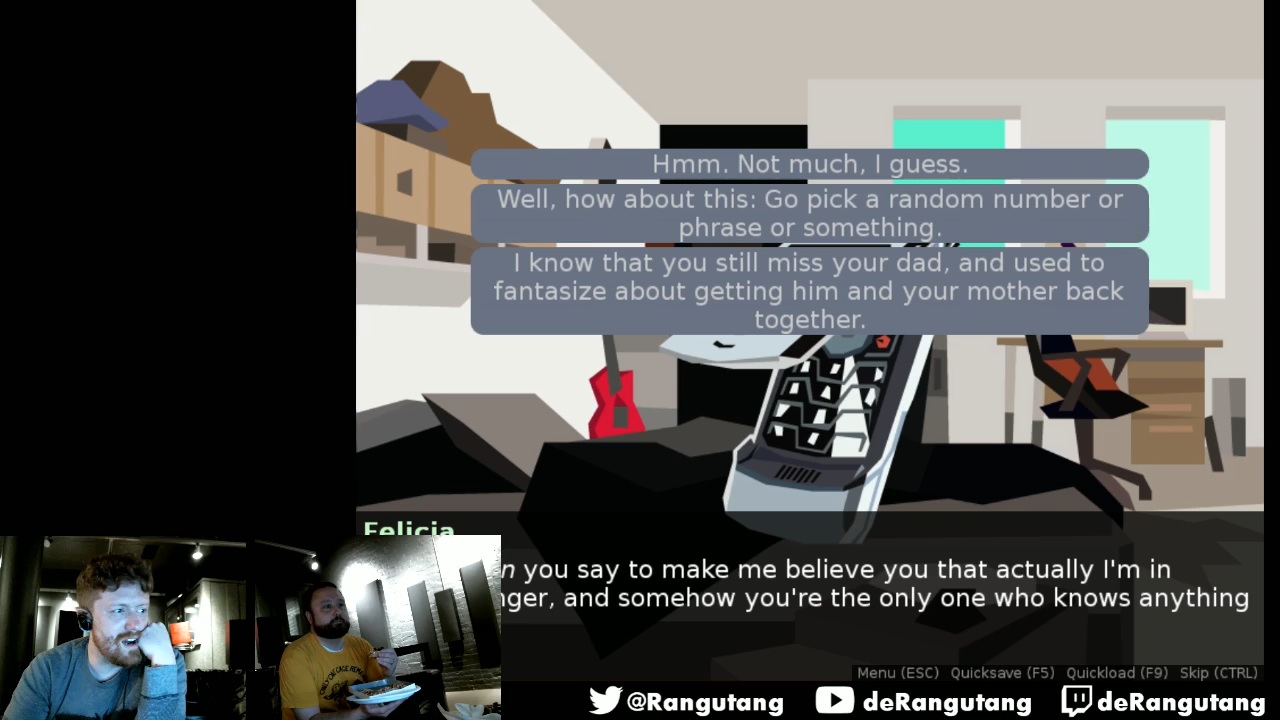 Hmm. Not much, I guess.
Well, how about this: Go pick a random number or
phrase or something.
I know that you still miss your dad, and used to
fantasize about getting him and your mother back
together.
Felicia
you say to make me believe you that actually I'm in
and somehow you're the only one who knows anything
Menu (ESC) Quicksave (F5) Quickload (F9) Skip (CTRL)
@Rangutang deRangutang deRangutang